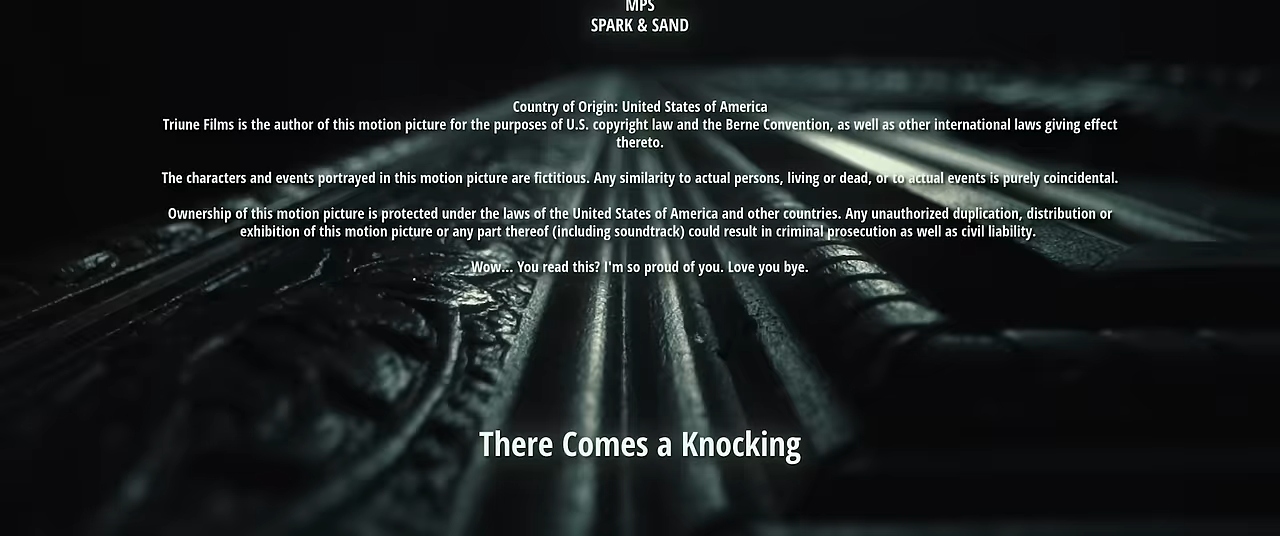 MPS
SPARK & SAND
Country of Origin: United States of America
Triune Films is the author of this motion picture for the purposes of U.S. copyright law and the Berne Convention, as well as other international laws giving effect
thereto.
The characters and events portrayed in this motion picture are fictitious. Any similarity to actual persons, living or dead, or to actual events is purely coincidental.
Ownership of this motion picture is protected under the laws of the United States of America and other countries. Any unauthorized duplication, distribution or
exhibition of this motion picture or any part thereof (including soundtrack) could result in criminal prosecution as well as civil liability.
Wow... You read this? I'm so proud of you. Love you bye.
There Comes a Knocking